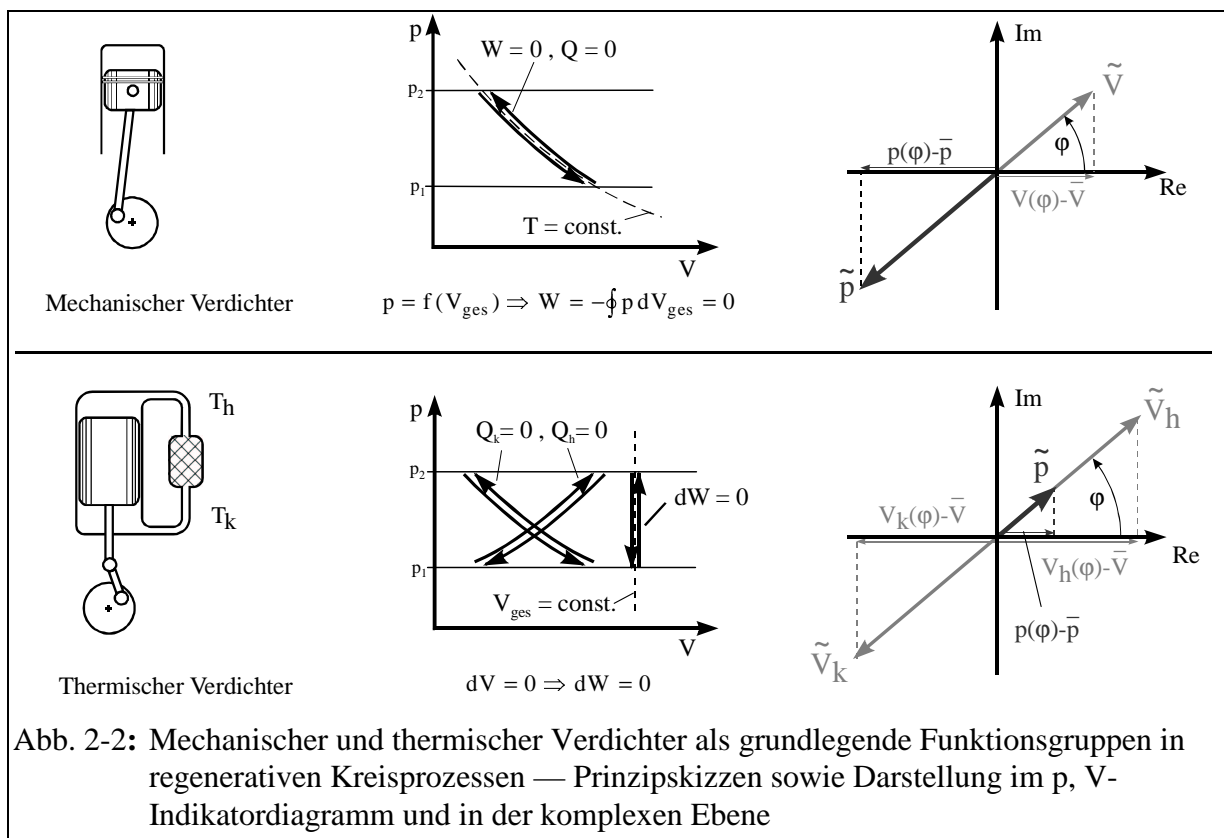 p
W = 0 , Q = 0
p2
p1
T = const.
V
Im
Ṽ
p(φ)-p̄
φ
Re
V(φ)-V̄
p̃
Mechanischer Verdichter
p = f (V_ges) ⇒ W = –∮ p dV_ges = 0
T_h
T_k
p
Q_k= 0 , Q_h= 0
p2
dW = 0
p1
V_ges = const.
V
Im
Ṽ_h
p̃
φ
V_k(φ)-V̄
Re
V_h(φ)-V̄
p(φ)-p̄
Ṽ_k
Thermischer Verdichter
dV = 0 ⇒ dW = 0
Abb. 2-2: Mechanischer und thermischer Verdichter als grundlegende Funktionsgruppen in
regenerativen Kreisprozessen — Prinzipskizzen sowie Darstellung im p, V-
Indikatordiagramm und in der komplexen Ebene